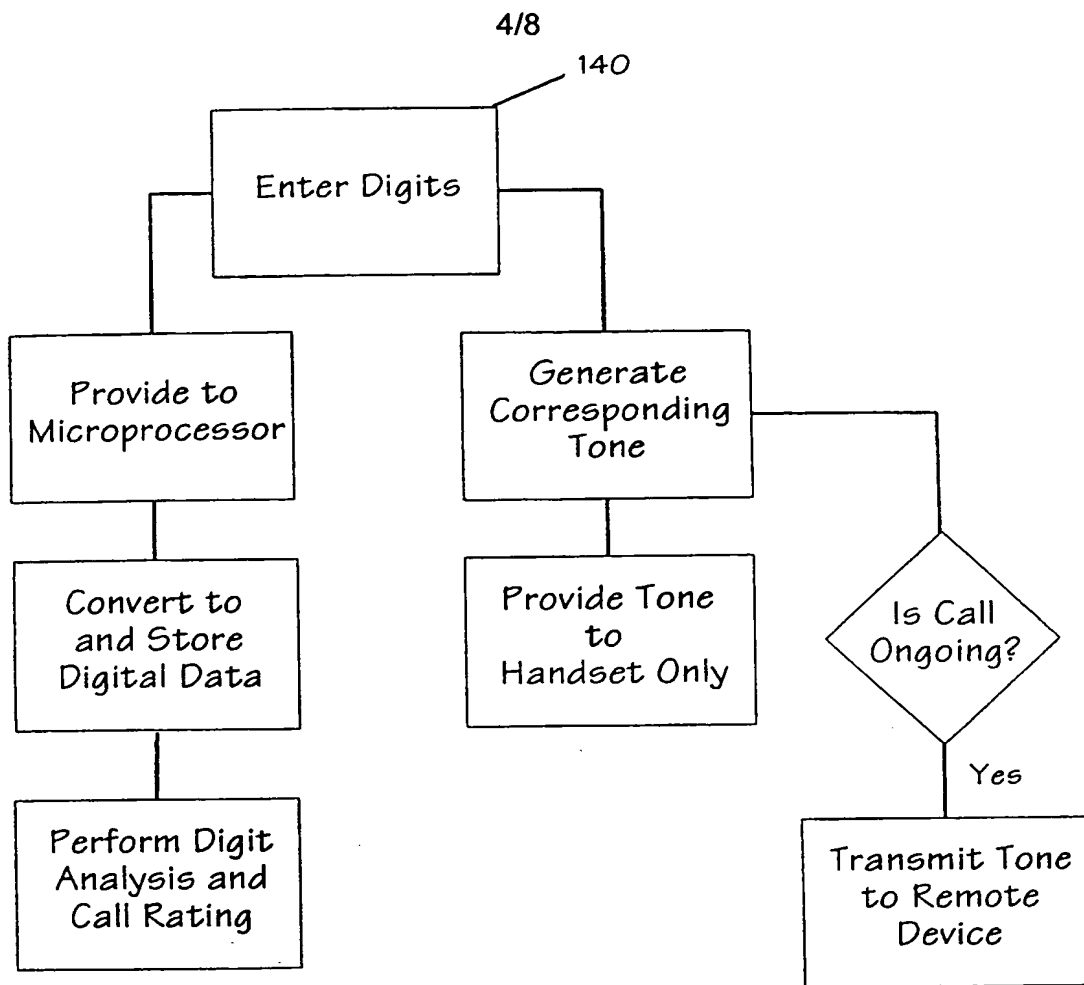 4/8
140
Enter Digits
Provide to
Microprocessor
Generate
Corresponding
Tone
Convert to
and Store
Digital Data
Provide Tone
to
Handset Only
Is Call
Ongoing?
Yes
Perform Digit
Analysis and
Call Rating
Transmit Tone
to Remote
Device